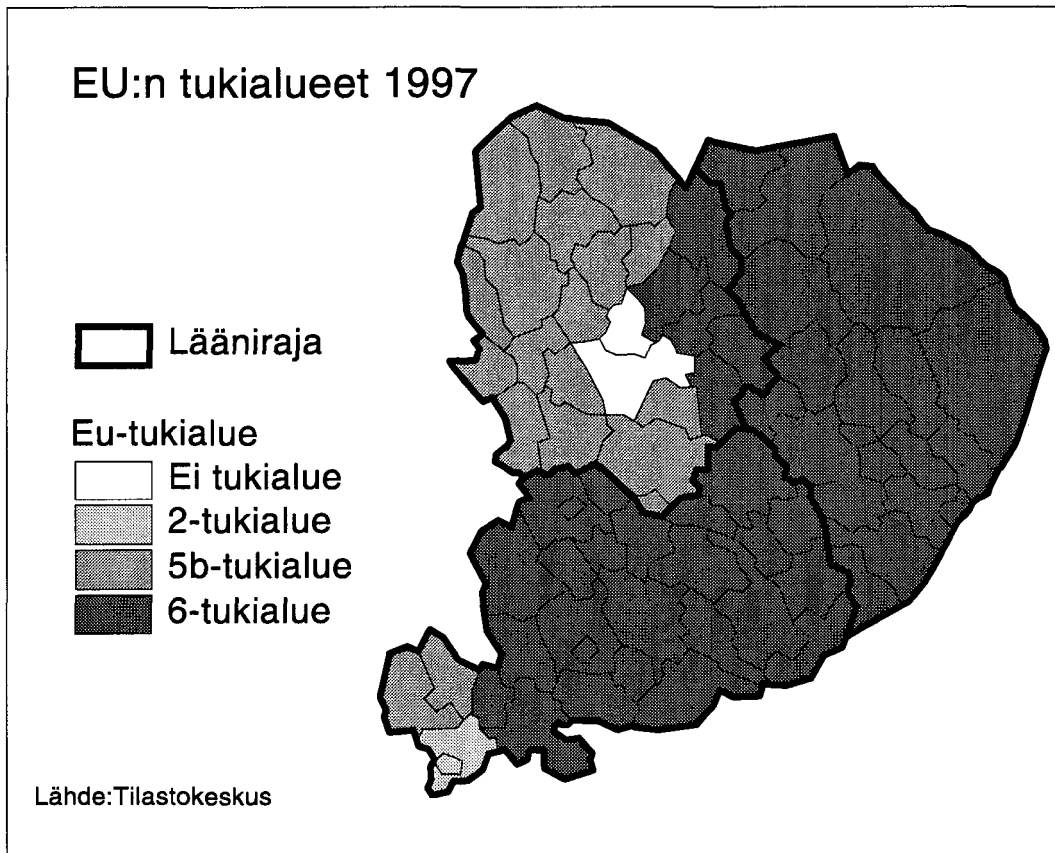 EU:n tukialueet 1997
Lääniraja
Eu-tukialue
Ei tukialue
2-tukialue
5b-tukialue
6-tukialue
Lähde:Tilastokeskus